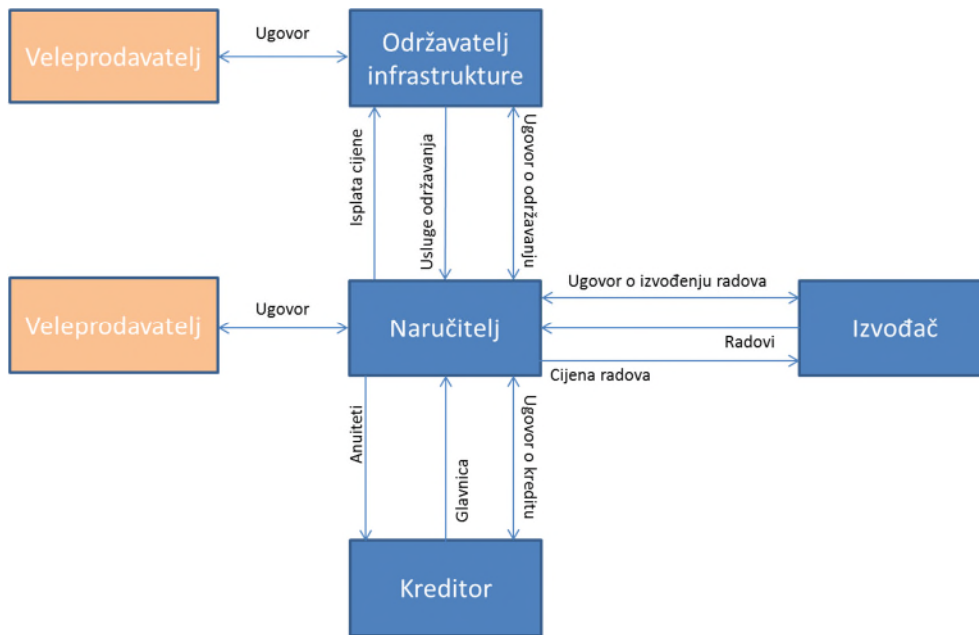 Veleprodavatelj
Ugovor
Održavatelj
infrastrukture
Isplata cijene
Usluge održavanja
Ugovor o održavanju
Veleprodavatelj
Ugovor
Naručitelj
Ugovor o izvođenju radova
Radovi
Cijena radova
Izvođač
Anuiteti
Glavnica
Ugovor o kreditu
Kreditor